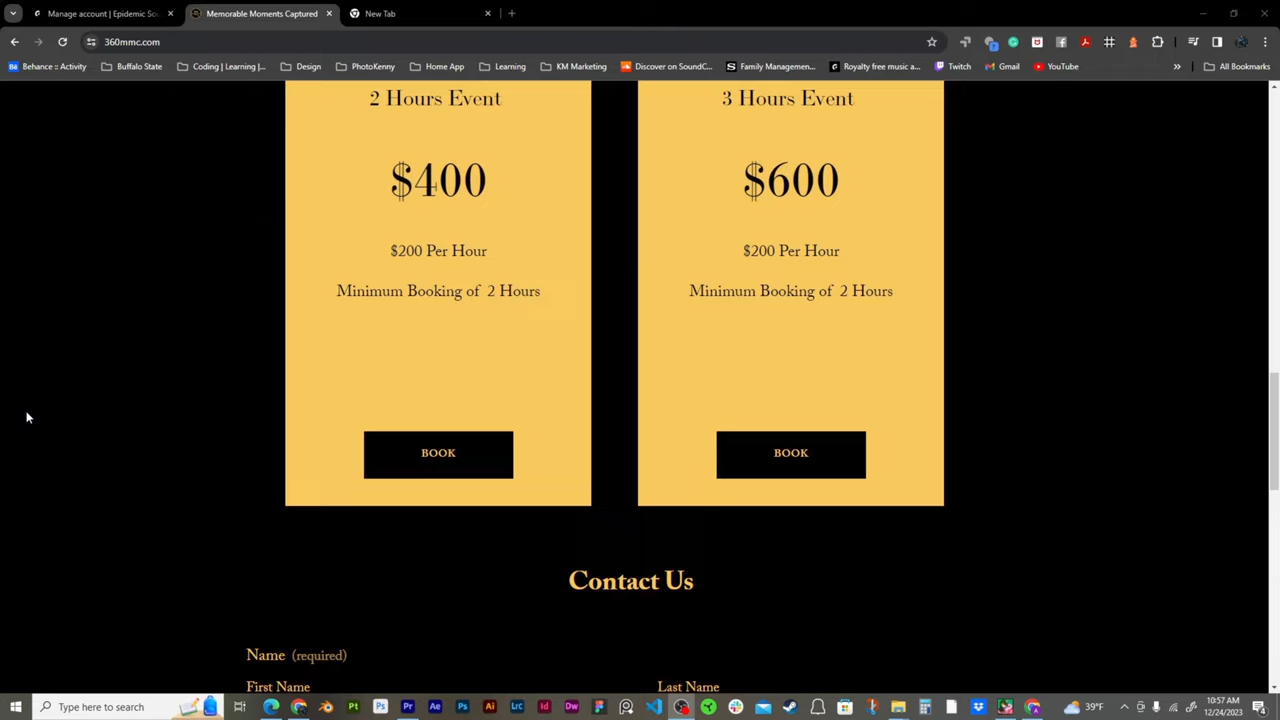 Manage account | Epidemic So
Memorable Moments Captured
New Tab
360mmc.com
Behance :: Activity
Buffalo State
Coding | Learning |...
Design
PhotoKenny
Home App
Learning
KM Marketing
Discover on SoundC...
Family Managemen...
Royalty free music a...
Twitch
Gmail
YouTube
All Bookmarks
2 Hours Event
3 Hours Event
$400
$600
$200 Per Hour
$200 Per Hour
Minimum Booking of 2 Hours
Minimum Booking of 2 Hours
BOOK
BOOK
Contact Us
Name (required)
First Name
Last Name
Type here to search
39°F
10:57 AM
12/24/2023